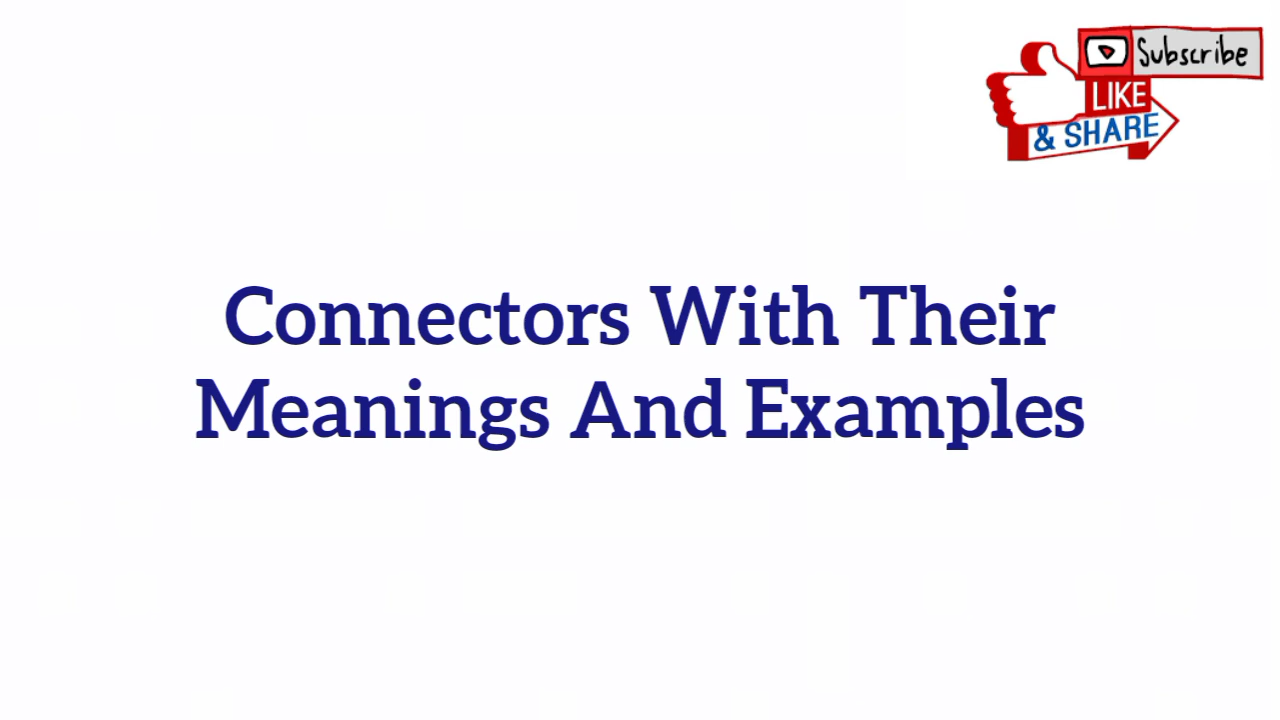 Subscribe
LIKE
& SHARE
Connectors With Their
Meanings And Examples